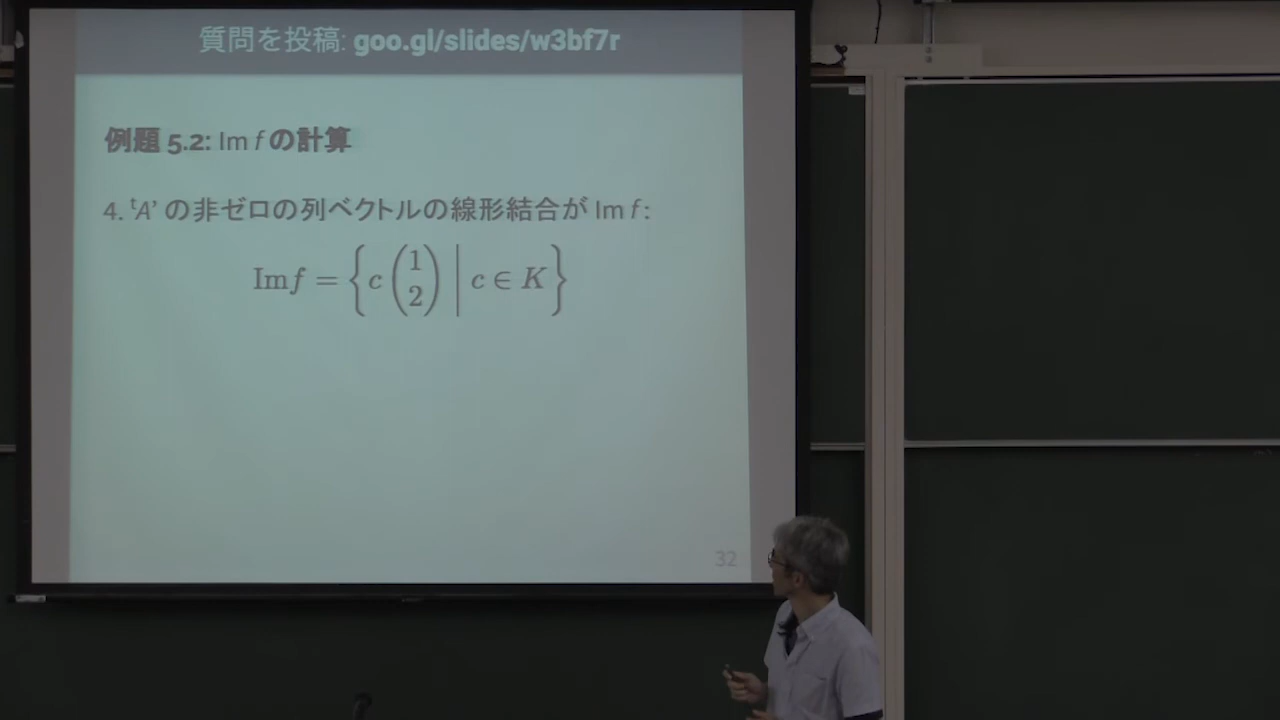 質問を投稿: goo.gl/slides/w3bf7r
例題 5.2: Im f の計算
4. ᵗA’ の非ゼロの列ベクトルの線形結合が Im f:
Imf = { c (1 2) | c ∈ K }
32